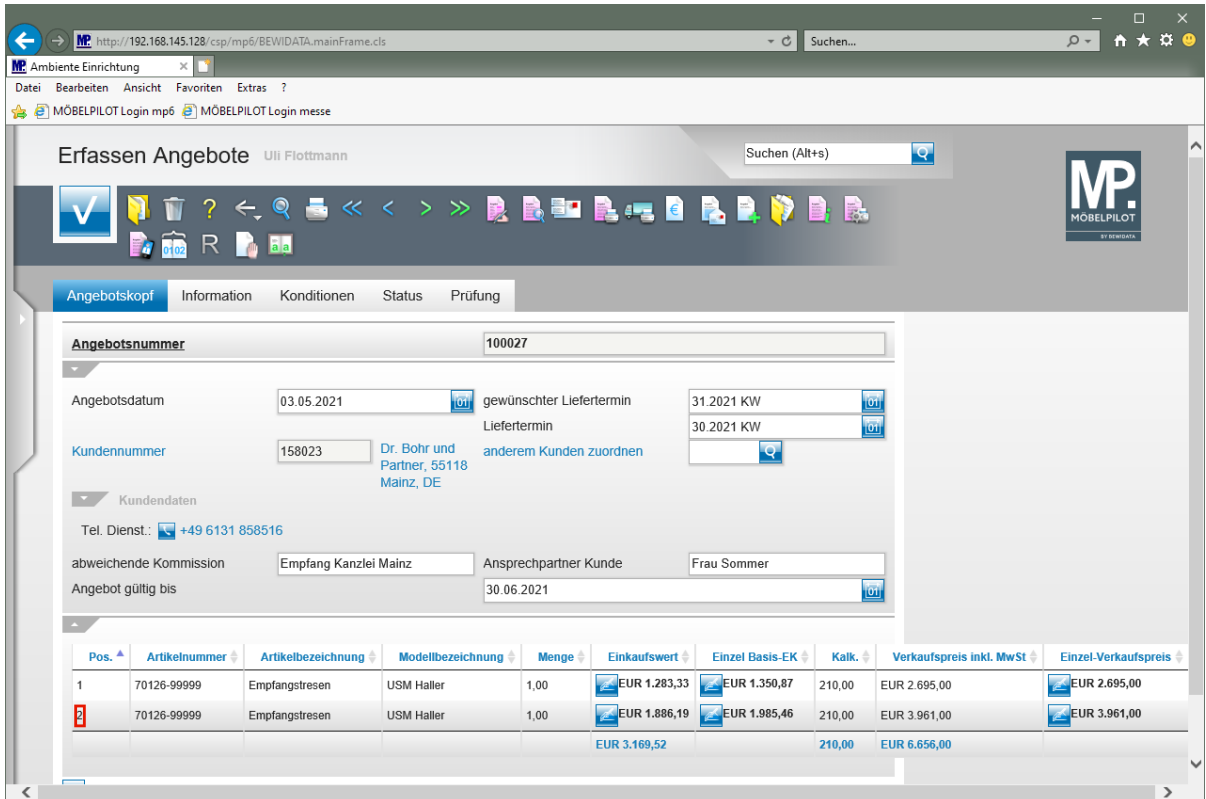 http://192.168.145.128/csp/mp6/BEWIDATA.mainFrame.cls
Suchen...
MP. Ambiente Einrichtung
Datei Bearbeiten Ansicht Favoriten Extras ?
MÖBELPILOT Login mp6 MÖBELPILOT Login messe
Erfassen Angebote Uli Flottmann
Suchen (Alt+s)
MP.
MÖBELPILOT
BY BEWIDATA
0102 R a a
Angebotskopf Information Konditionen Status Prüfung
Angebotsnummer 100027
Angebotsdatum 03.05.2021 01 gewünschter Liefertermin 31.2021 KW 01
Liefertermin 30.2021 KW 01
Kundennummer 158023 Dr. Bohr und anderem Kunden zuordnen
Partner, 55118
Mainz, DE
Kundendaten
Tel. Dienst.: +49 6131 858516
abweichende Kommission Empfang Kanzlei Mainz Ansprechpartner Kunde Frau Sommer
Angebot gültig bis 30.06.2021 01
Pos. Artikelnummer Artikelbezeichnung Modellbezeichnung Menge Einkaufswert Einzel Basis-EK Kalk. Verkaufspreis inkl. MwSt Einzel-Verkaufspreis
1 70126-99999 Empfangstresen USM Haller 1,00 EUR 1.283,33 EUR 1.350,87 210,00 EUR 2.695,00 EUR 2.695,00
2 70126-99999 Empfangstresen USM Haller 1,00 EUR 1.886,19 EUR 1.985,46 210,00 EUR 3.961,00 EUR 3.961,00
EUR 3.169,52 210,00 EUR 6.656,00